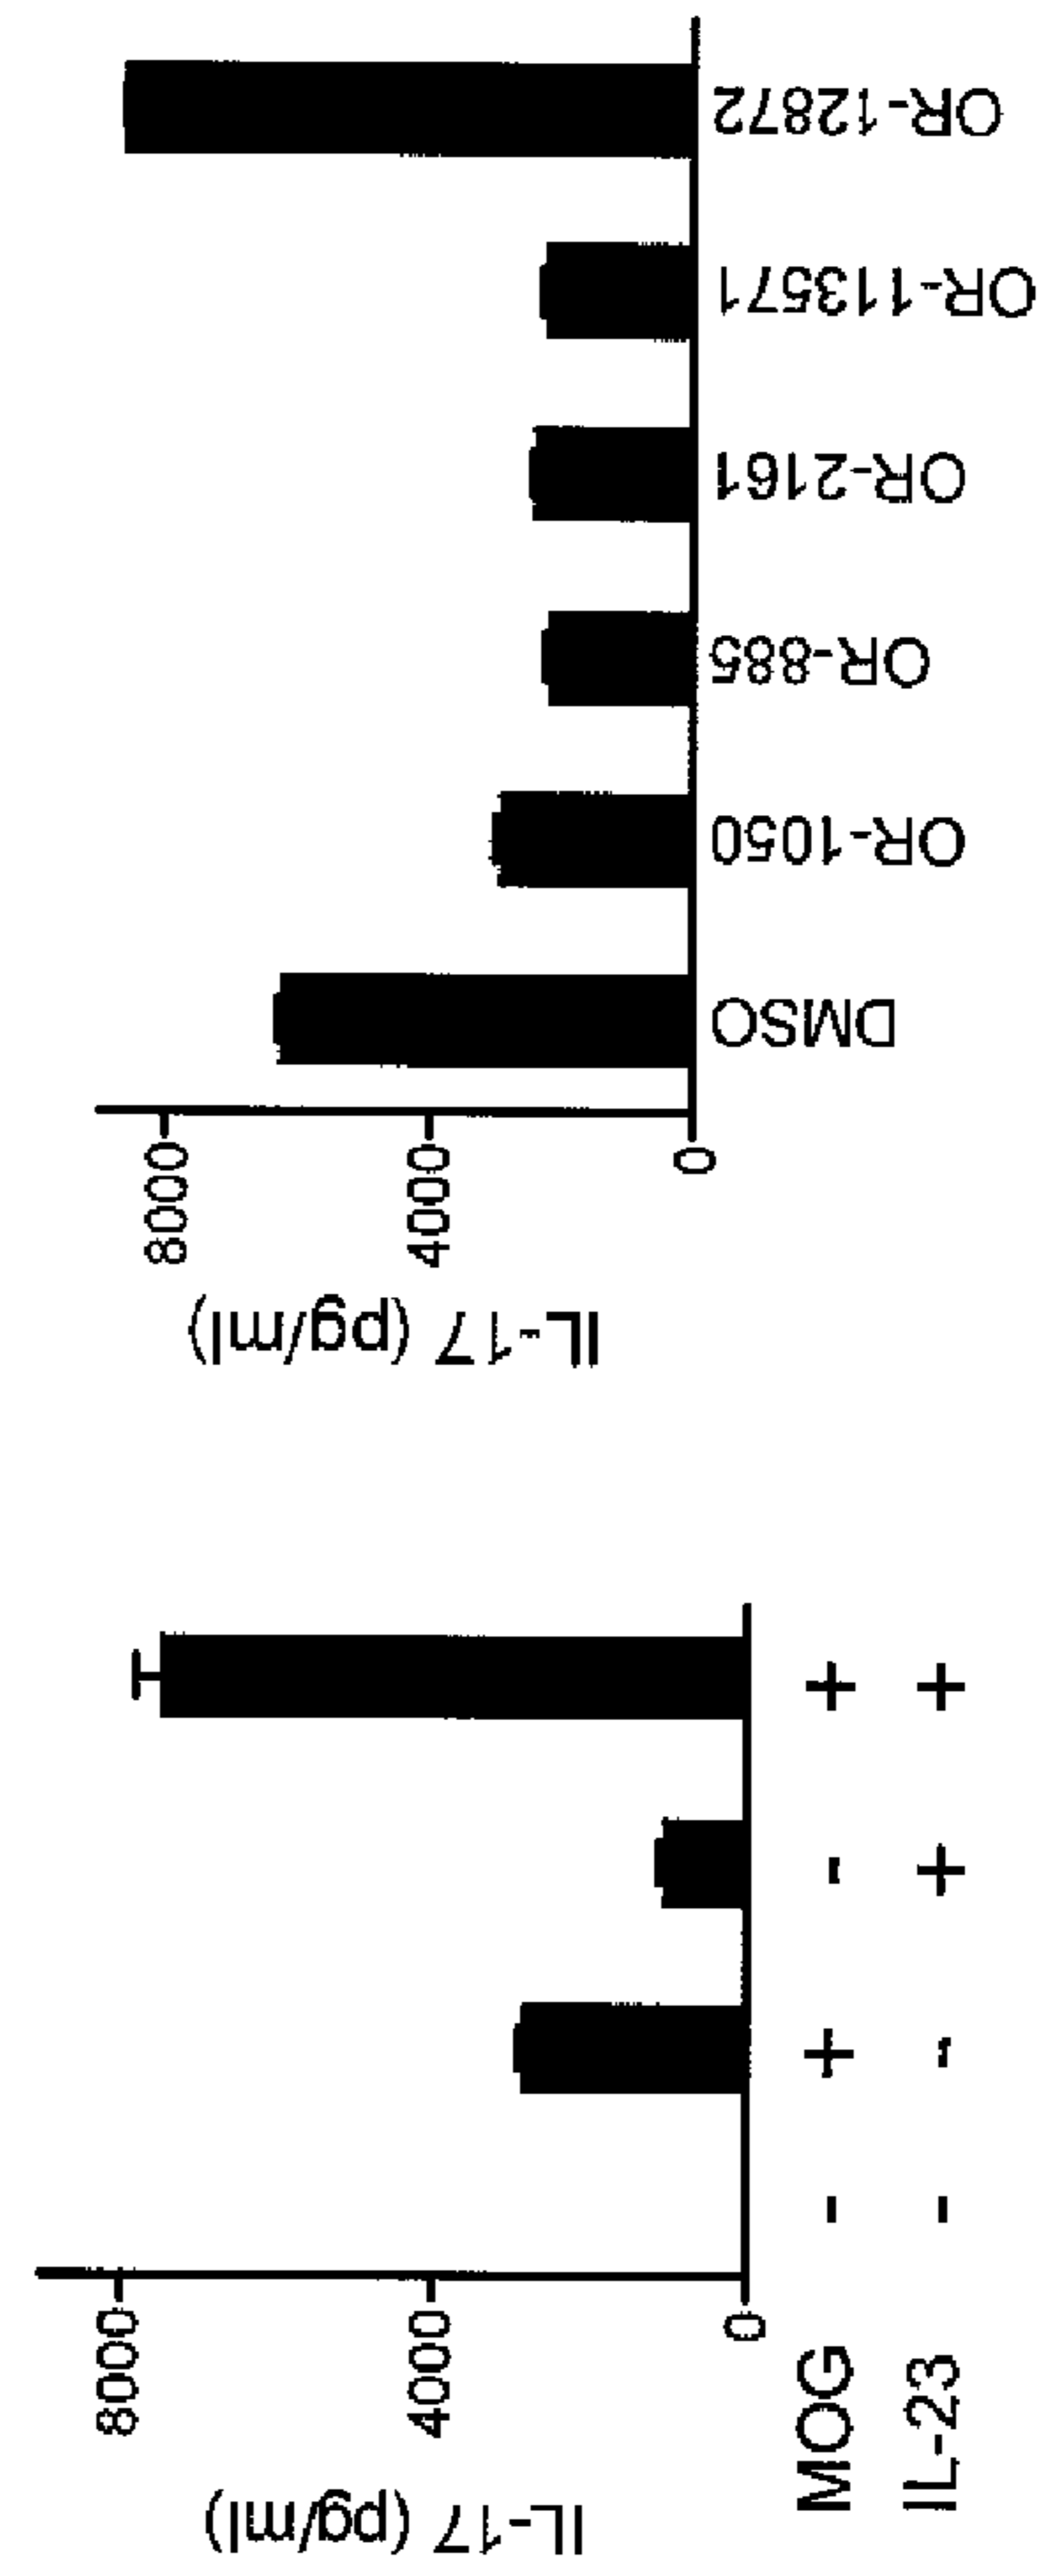 IL-17 (pg/ml)
8000
4000
0
MOG - + - +
IL-23 - - + +
IL-17 (pg/ml)
8000
4000
0
DMSO
OR-1050
OR-885
OR-2161
OR-113571
OR-12872